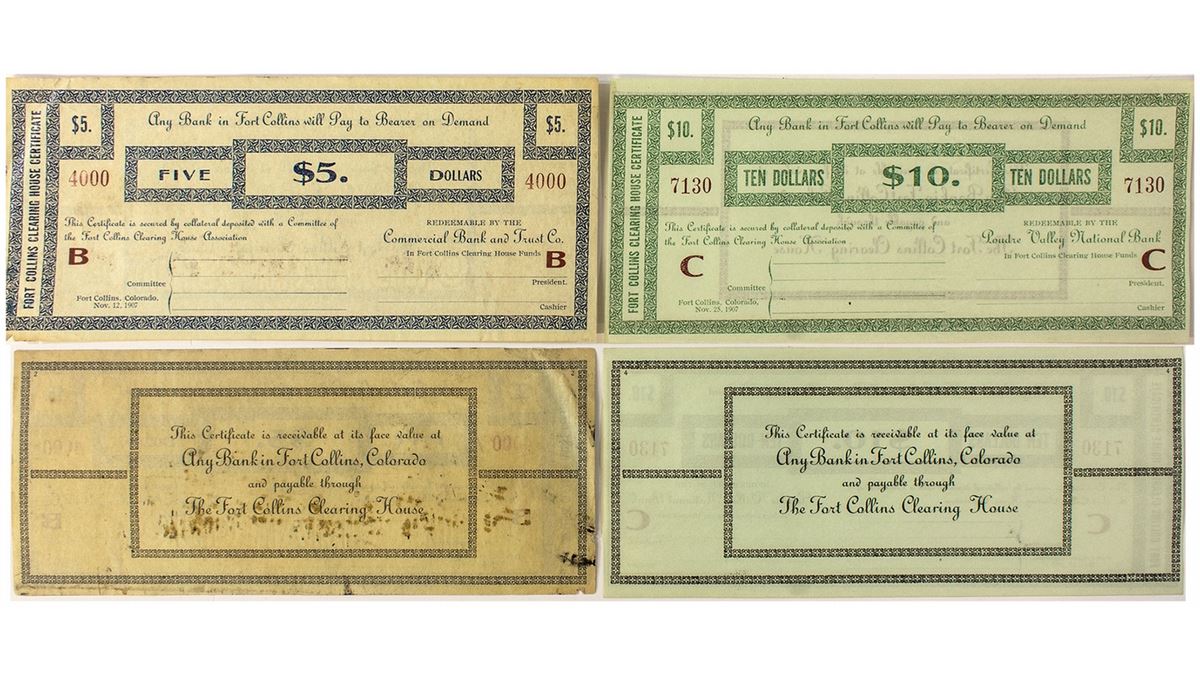 FORT COLLINS CLEARING HOUSE CERTIFICATE
$5.
Any Bank in Fort Collins will Pay to Bearer on Demand
$5.
4000
FIVE
$5.
DOLLARS
4000
This Certificate is secured by collateral deposited with a Committee of
the Fort Collins Clearing House Association
REDEEMABLE BY THE
Commercial Bank and Trust Co.
In Fort Collins Clearing House Funds
B
B
Committee
President.
Fort Collins, Colorado.
Nov. 12, 1907
Cashier
FORT COLLINS CLEARING HOUSE CERTIFICATE
$10.
Any Bank in Fort Collins will Pay to Bearer on Demand
$10.
7130
TEN DOLLARS
$10.
TEN DOLLARS
7130
This Certificate is secured by collateral deposited with a Committee of
the Fort Collins Clearing House Association
REDEEMABLE BY THE
Poudre Valley National Bank
In Fort Collins Clearing House Funds
C
C
Committee
President.
Fort Collins, Colorado,
Nov. 25, 1907
Cashier
2
2
This Certificate is receivable at its face value at
Any Bank in Fort Collins, Colorado
and payable through
The Fort Collins Clearing House
4
4
This Certificate is receivable at its face value at
Any Bank in Fort Collins, Colorado
and payable through
The Fort Collins Clearing House